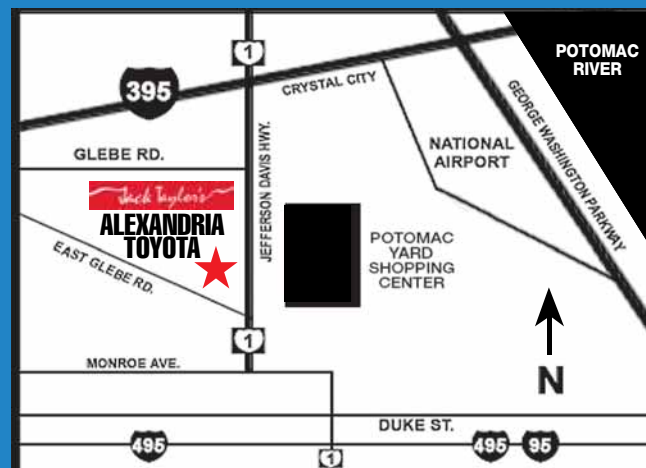 1
POTOMAC
RIVER
395
CRYSTAL CITY
GEORGE WASHINGTON PARKWAY
NATIONAL
AIRPORT
GLEBE RD.
JEFFERSON DAVIS HWY.
Jack Taylor's
ALEXANDRIA
TOYOTA
EAST GLEBE RD.
POTOMAC
YARD
SHOPPING
CENTER
1
MONROE AVE.
N
DUKE ST.
495
1
495
95